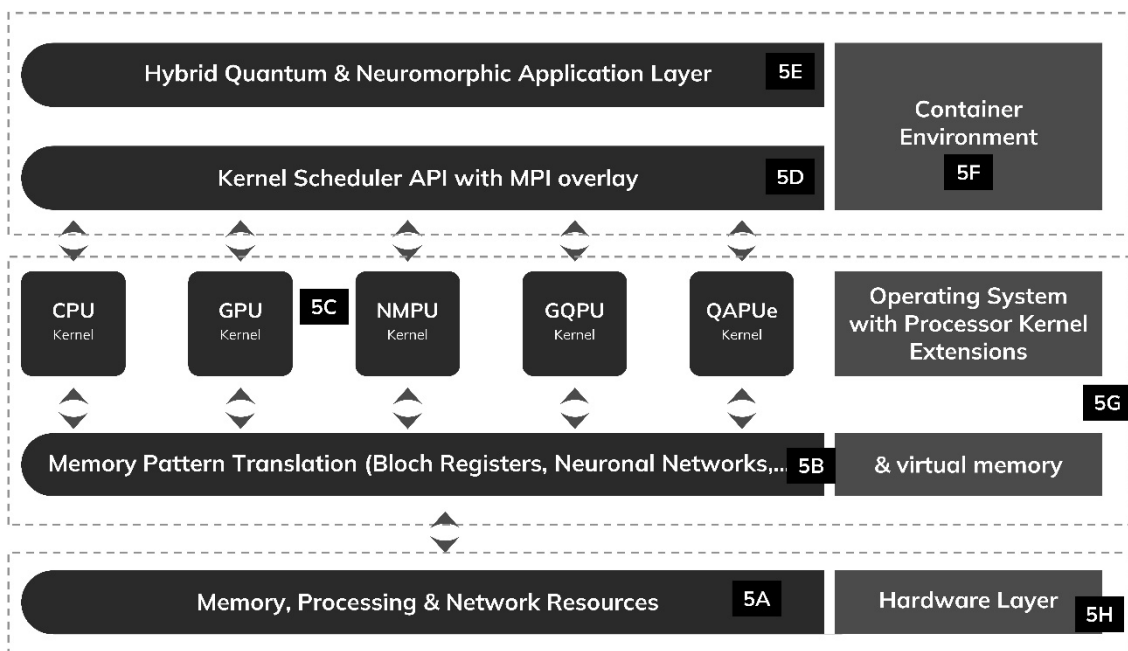 Hybrid Quantum & Neuromorphic Application Layer
5E
Container
Environment
5F
Kernel Scheduler API with MPI overlay
5D
CPU
Kernel
GPU
Kernel
5C
NMPU
Kernel
GQPU
Kernel
QAPUe
Kernel
Operating System
with Processor Kernel
Extensions
5G
Memory Pattern Translation (Bloch Registers, Neuronal Networks,...
5B
& virtual memory
Memory, Processing & Network Resources
5A
Hardware Layer
5H